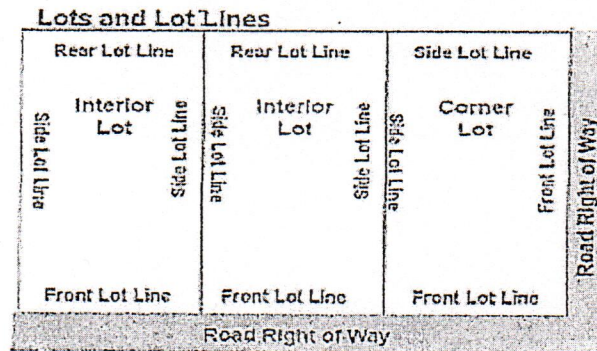 Lots and Lot Lines
Rear Lot Line
Rear Lot Line
Side Lot Line
Interior
Lot
Interior
Lot
Corner
Lot
Side Lot Line
Side Lot Line
Side Lot Line
Side Lot Line
Side Lot Line
Front Lot Line
Road Right of Way
Front Lot Line
Front Lot Line
Front Lot Line
Road Right of Way